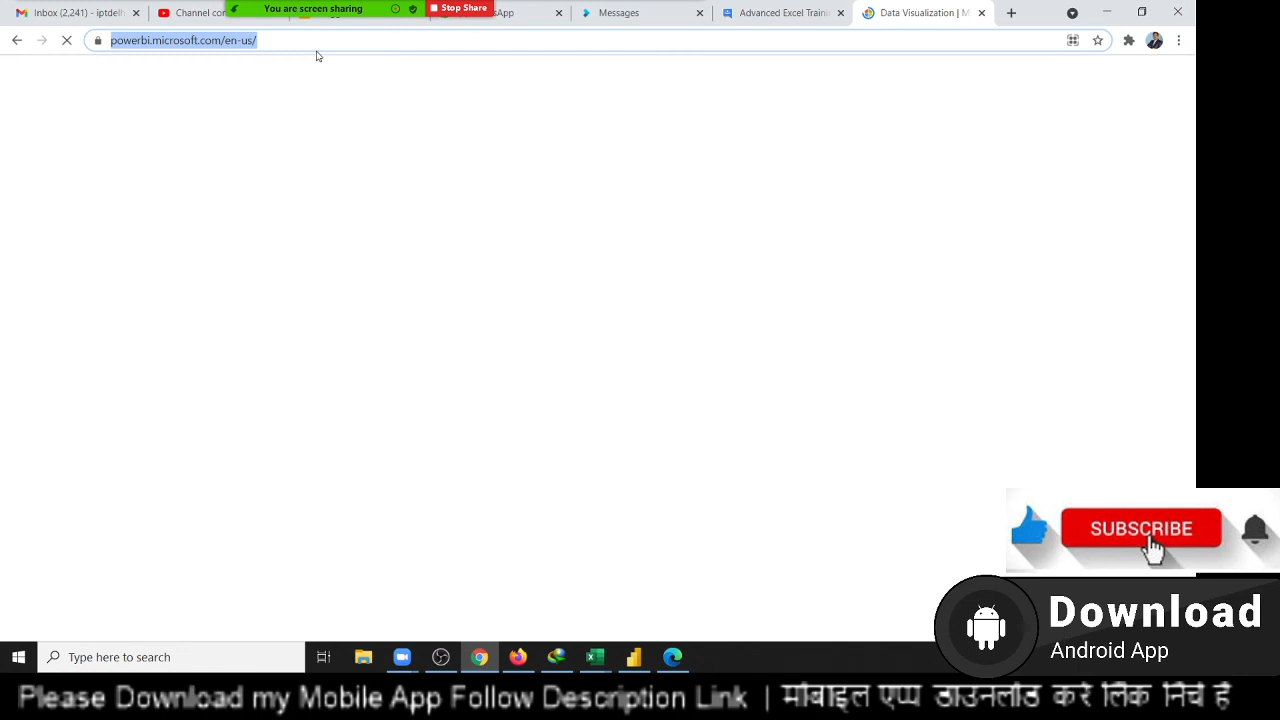 Inbox (2,241) - iptdelh
Channel con
You are screen sharing
Stop Share
sApp
Messages
Advanced Excel Traini
Data Visualization | M
powerbi.microsoft.com/en-us/
SUBSCRIBE
Download
Android App
Type here to search
Please Download my Mobile App Follow Description Link | मोबाइल एप्प डाउनलोड करे लिंक निचे है